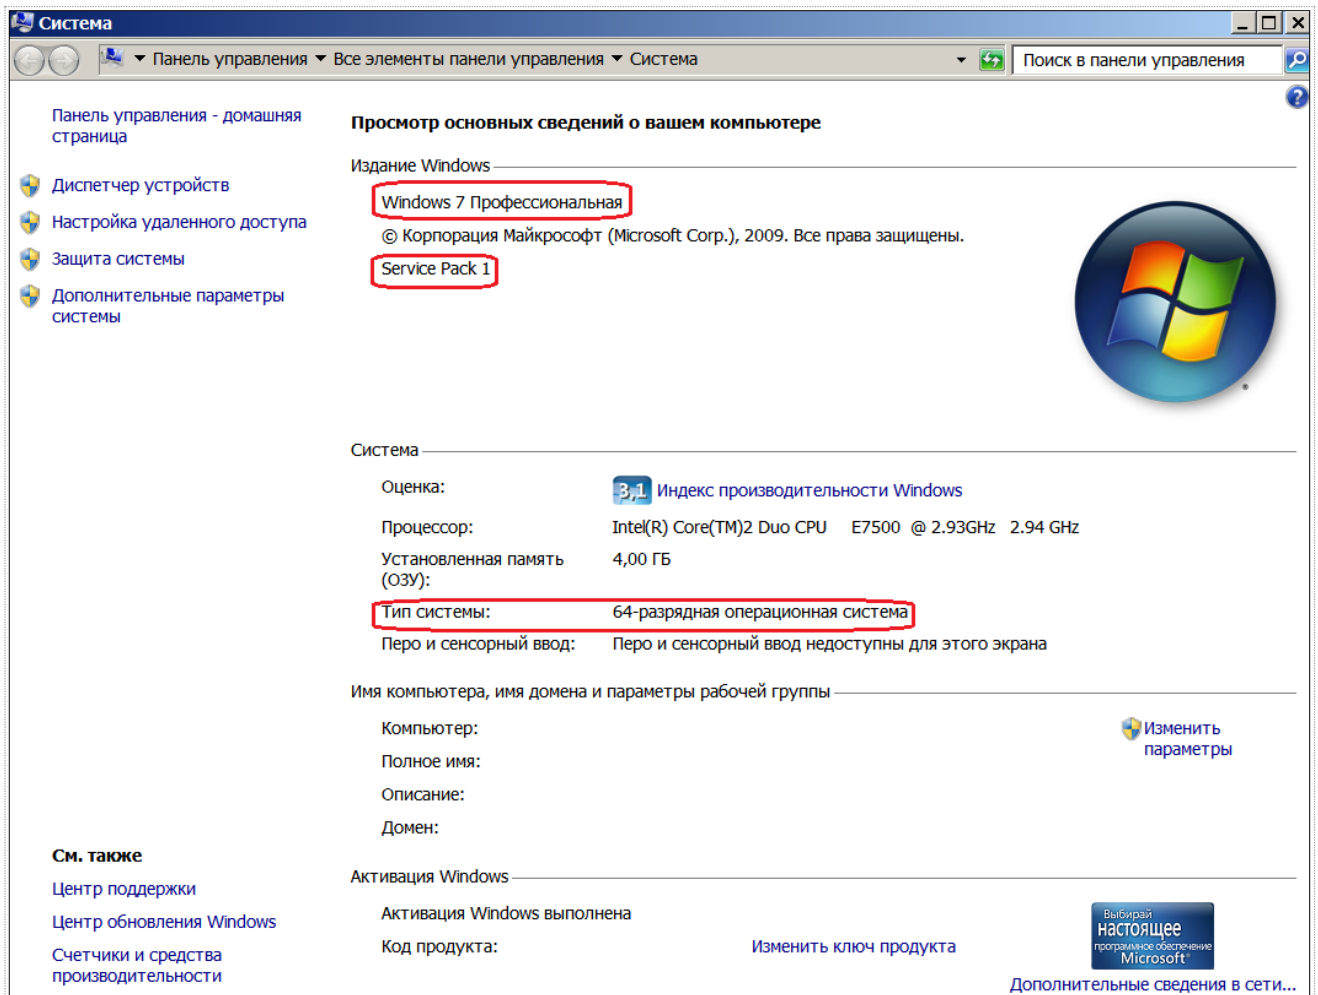 Система
Панель управления Все элементы панели управления Система
Поиск в панели управления
Панель управления - домашняя
страница
Диспетчер устройств
Настройка удаленного доступа
Защита системы
Дополнительные параметры
системы
Просмотр основных сведений о вашем компьютере
Издание Windows
Windows 7 Профессиональная
© Корпорация Майкрософт (Microsoft Corp.), 2009. Все права защищены.
Service Pack 1
Система
Оценка: 3,1 Индекс производительности Windows
Процессор: Intel(R) Core(TM)2 Duo CPU E7500 @ 2.93GHz 2.94 GHz
Установленная память
(ОЗУ): 4,00 ГБ
Тип системы: 64-разрядная операционная система
Перо и сенсорный ввод: Перо и сенсорный ввод недоступны для этого экрана
Имя компьютера, имя домена и параметры рабочей группы
Компьютер:
Изменить
параметры
Полное имя:
Описание:
Домен:
Активация Windows
Активация Windows выполнена
Код продукта: Изменить ключ продукта
Выбирай
настоящее
программное обеспечение
Microsoft
Дополнительные сведения в сети...
См. также
Центр поддержки
Центр обновления Windows
Счетчики и средства
производительности